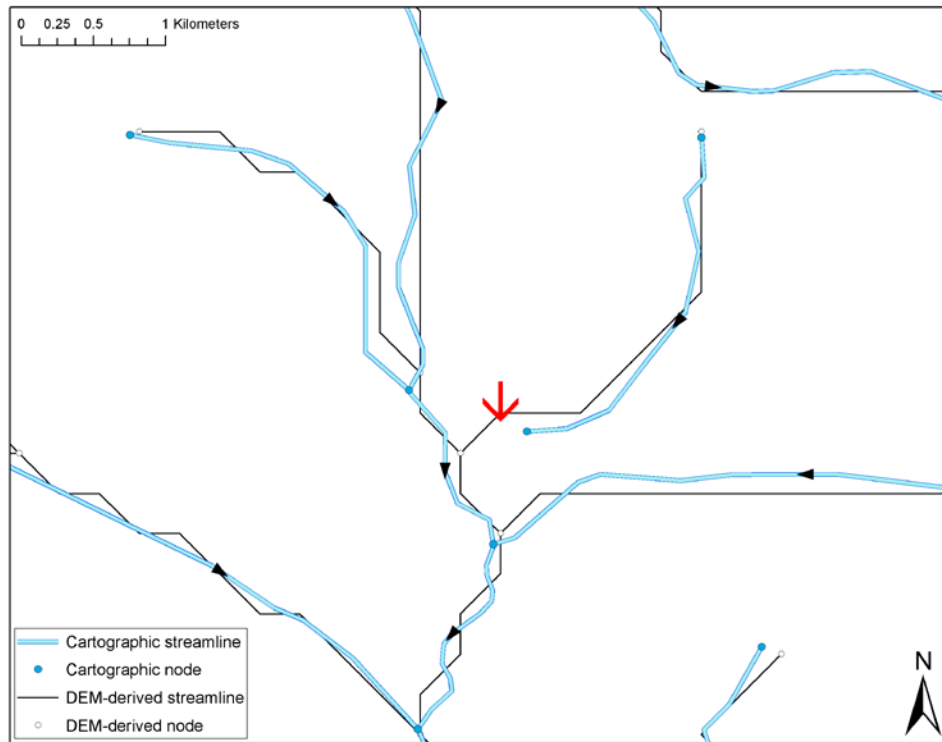 0 0.25 0.5 1 Kilometers
Cartographic streamline
Cartographic node
DEM-derived streamline
DEM-derived node
N